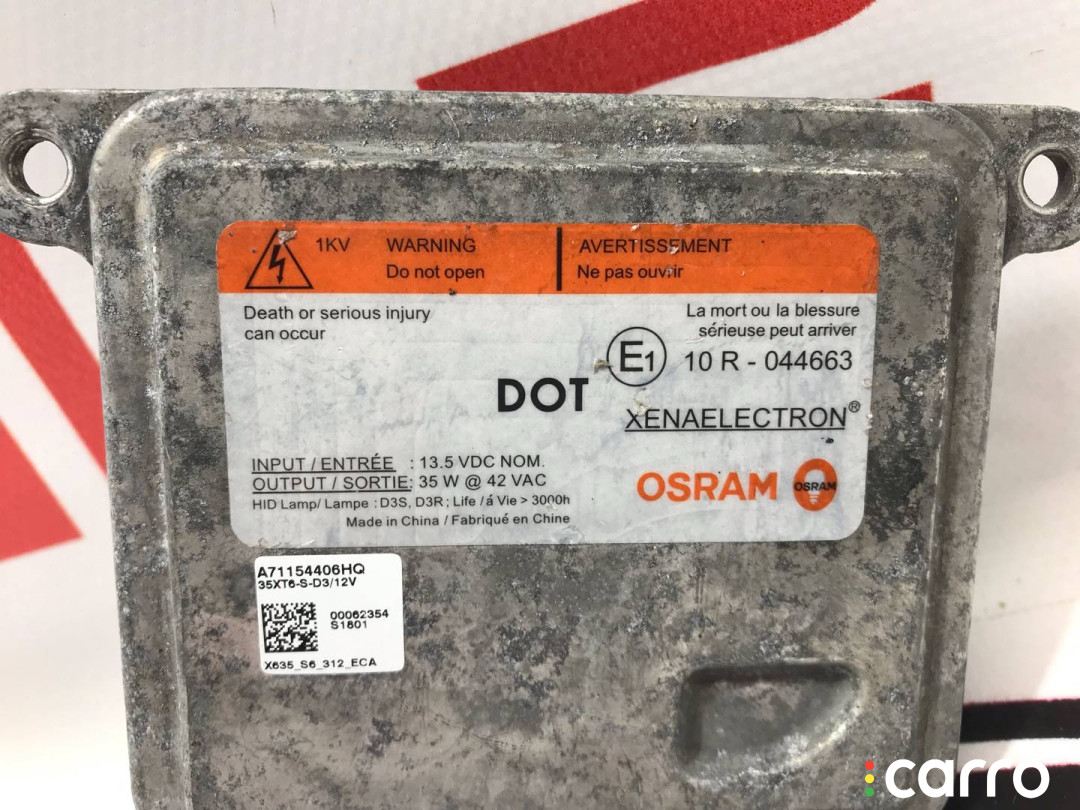 1KV WARNING AVERTISSEMENT
Do not open Ne pas ouvrir
Death or serious injury
can occur
La mort ou la blessure
sérieuse peut arriver
E1 10 R - 044663
DOT
XENAELECTRON®
INPUT / ENTRÉE : 13.5 VDC NOM.
OUTPUT / SORTIE: 35 W @ 42 VAC
HID Lamp/ Lampe : D3S, D3R ; Life / á Vie > 3000h
Made in China / Fabriqué en Chine
OSRAM OSRAM
A71154406HQ
35XT6-S-D3/12V
00062354
S1801
X635_S6_312_ECA
carro